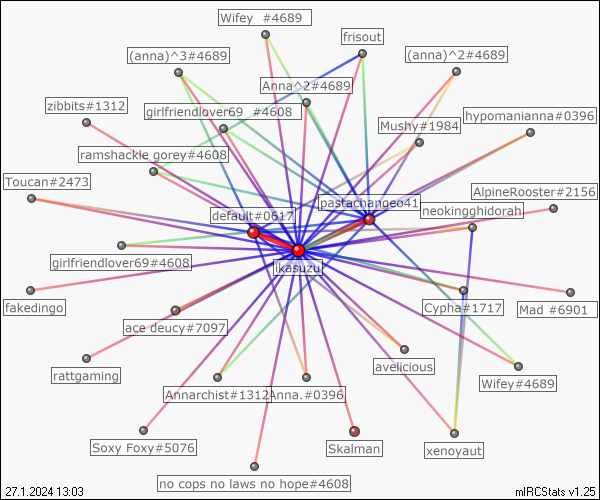 Wifey  #4689
frisout
(anna)^3#4689
(anna)^2#4689
Anna^2#4689
zibbits#1312
girlfriendlover69  #4608
hypomanianna#0396
Mushy#1984
ramshackle gorey#4608
Toucan#2473
AlpineRooster#2156
pastachangeo41
default#0617
neokingghidorah
girlfriendlover69#4608
ikasuzu
fakedingo
Cypha#1717
Mad #6901
ace deucy#7097
rattgaming
avelicious
Wifey#4689
Annarchist#1312
Anna.#0396
Soxy Foxy#5076
Skalman
xenoyaut
no cops no laws no hope#4608
27.1.2024 13:03
mIRCStats v1.25